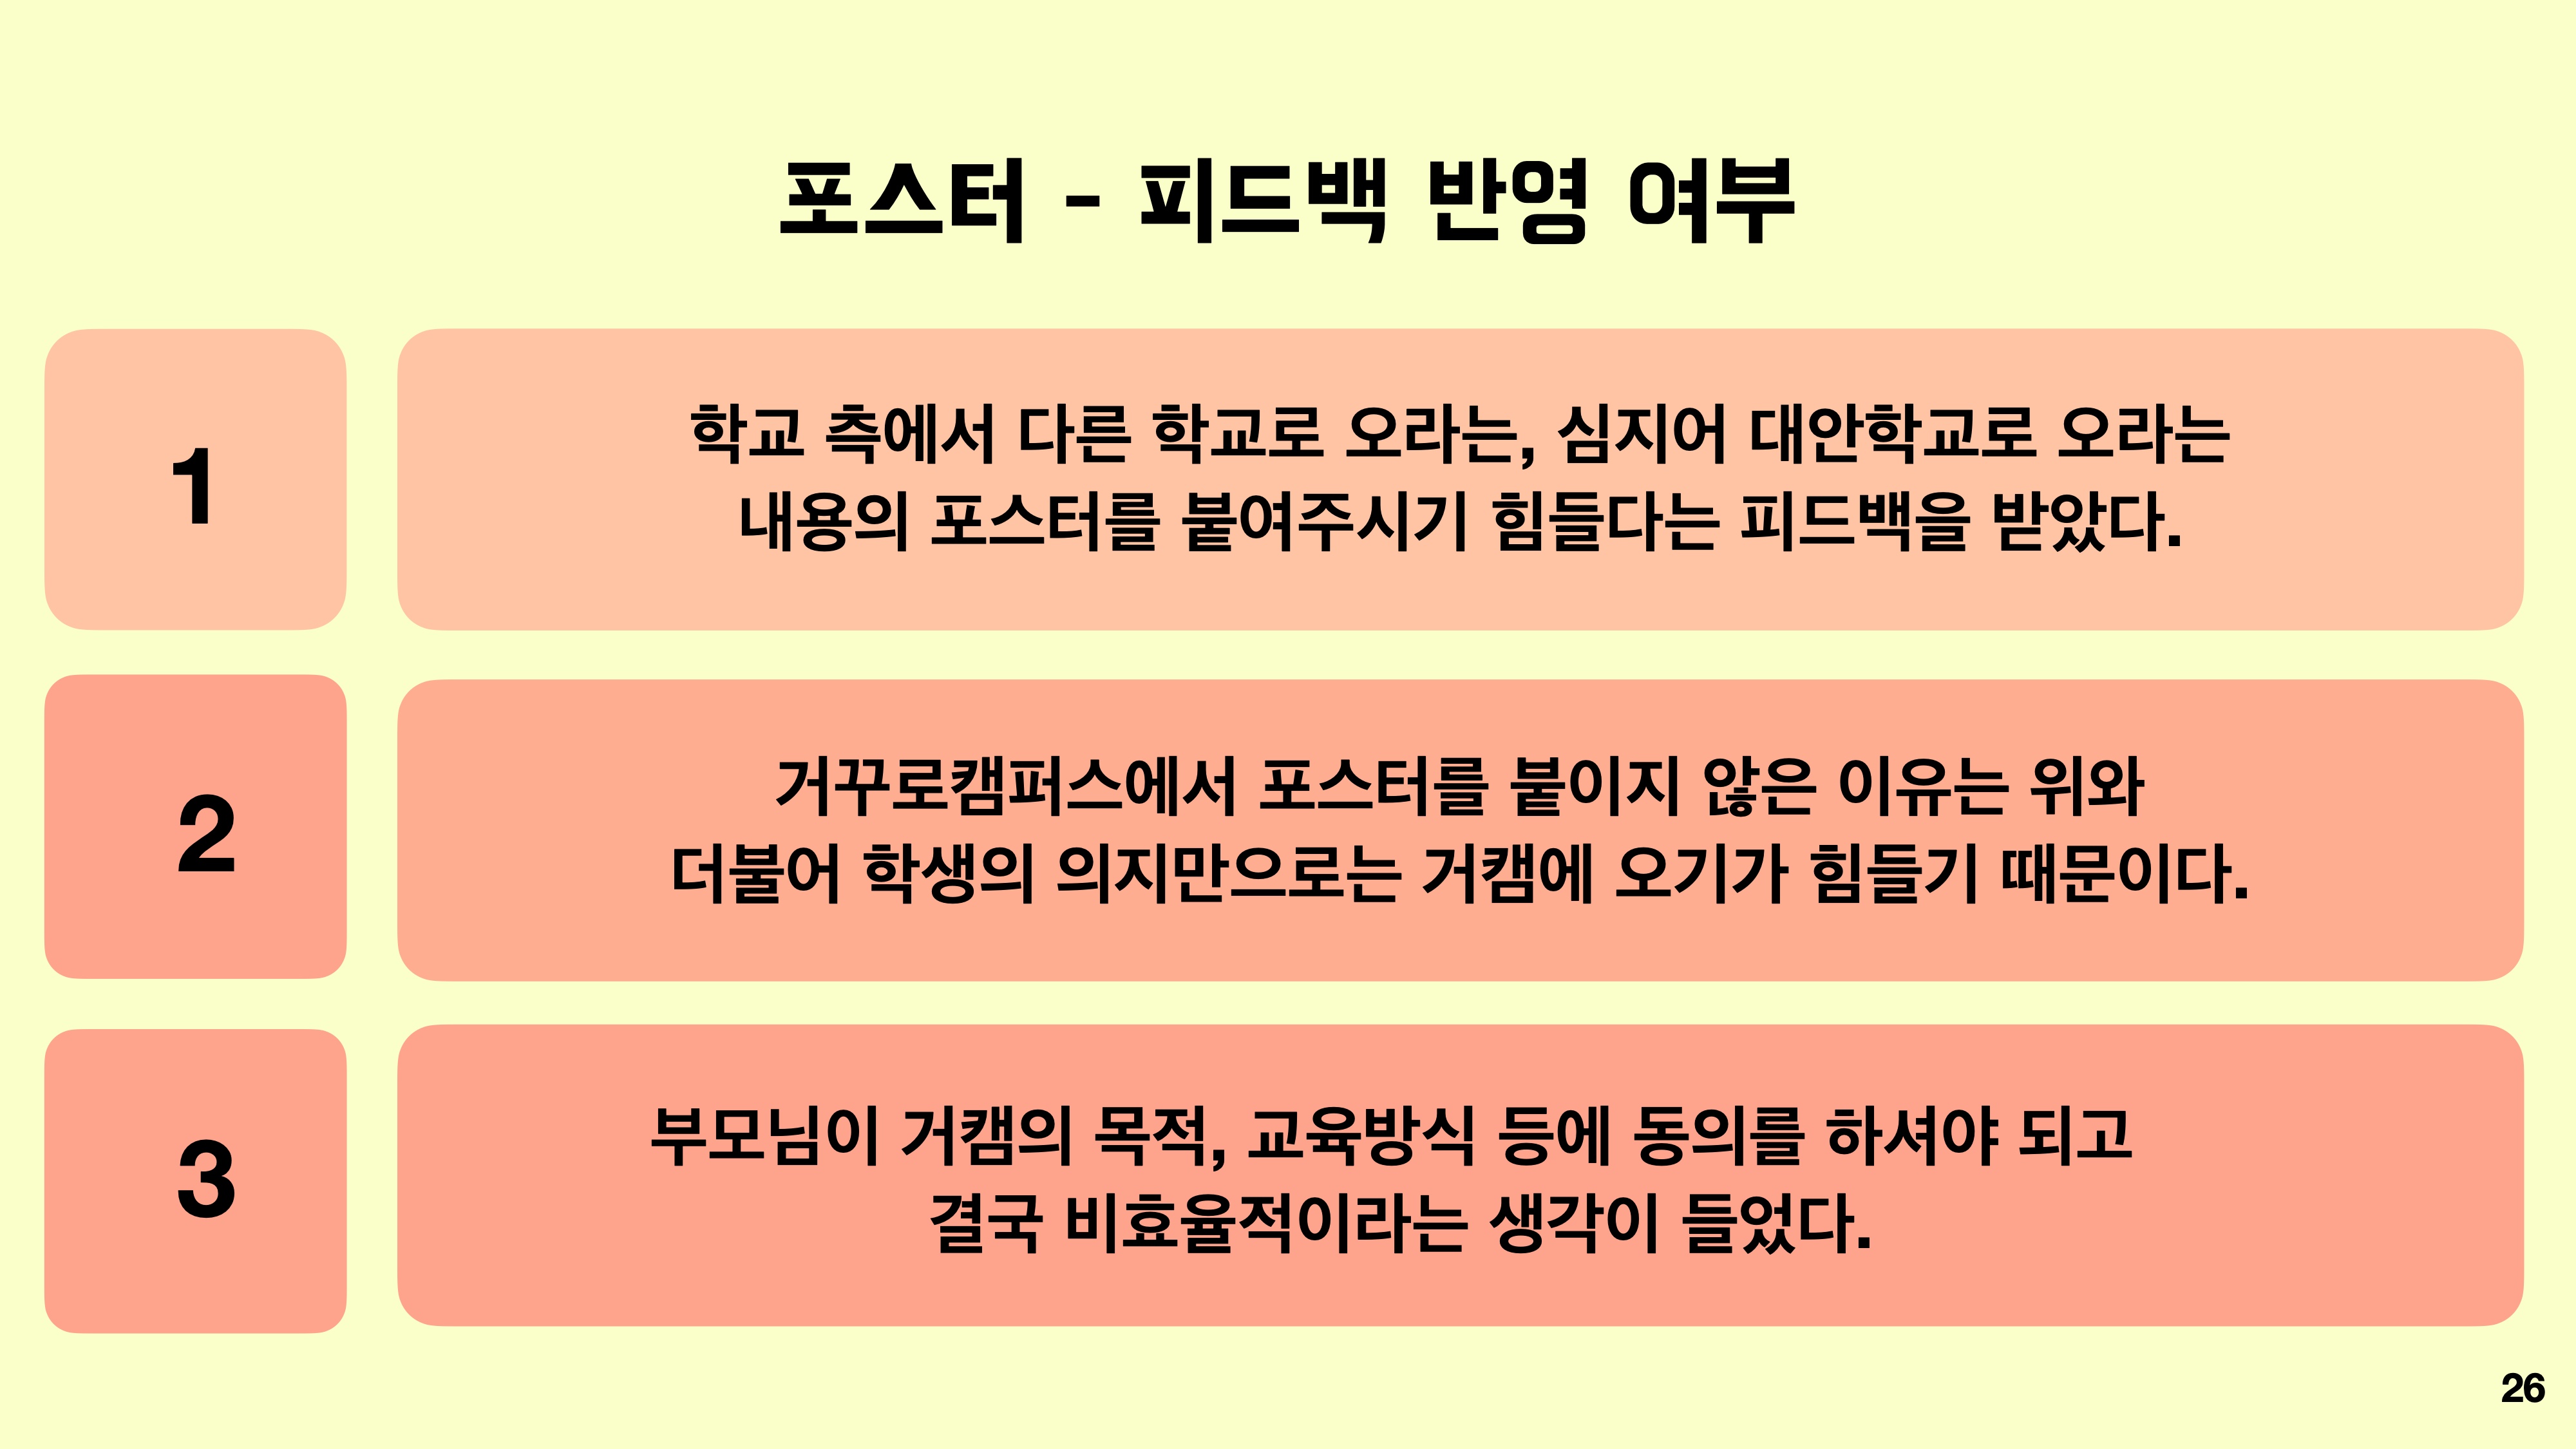 포스터 - 피드백 반영 여부
1
학교 측에서 다른 학교로 오라는, 심지어 대안학교로 오라는
내용의 포스터를 붙여주시기 힘들다는 피드백을 받았다.
2
거꾸로캠퍼스에서 포스터를 붙이지 않은 이유는 위와
더불어 학생의 의지만으로는 거캠에 오기가 힘들기 때문이다.
3
부모님이 거캠의 목적, 교육방식 등에 동의를 하셔야 되고
결국 비효율적이라는 생각이 들었다.
26